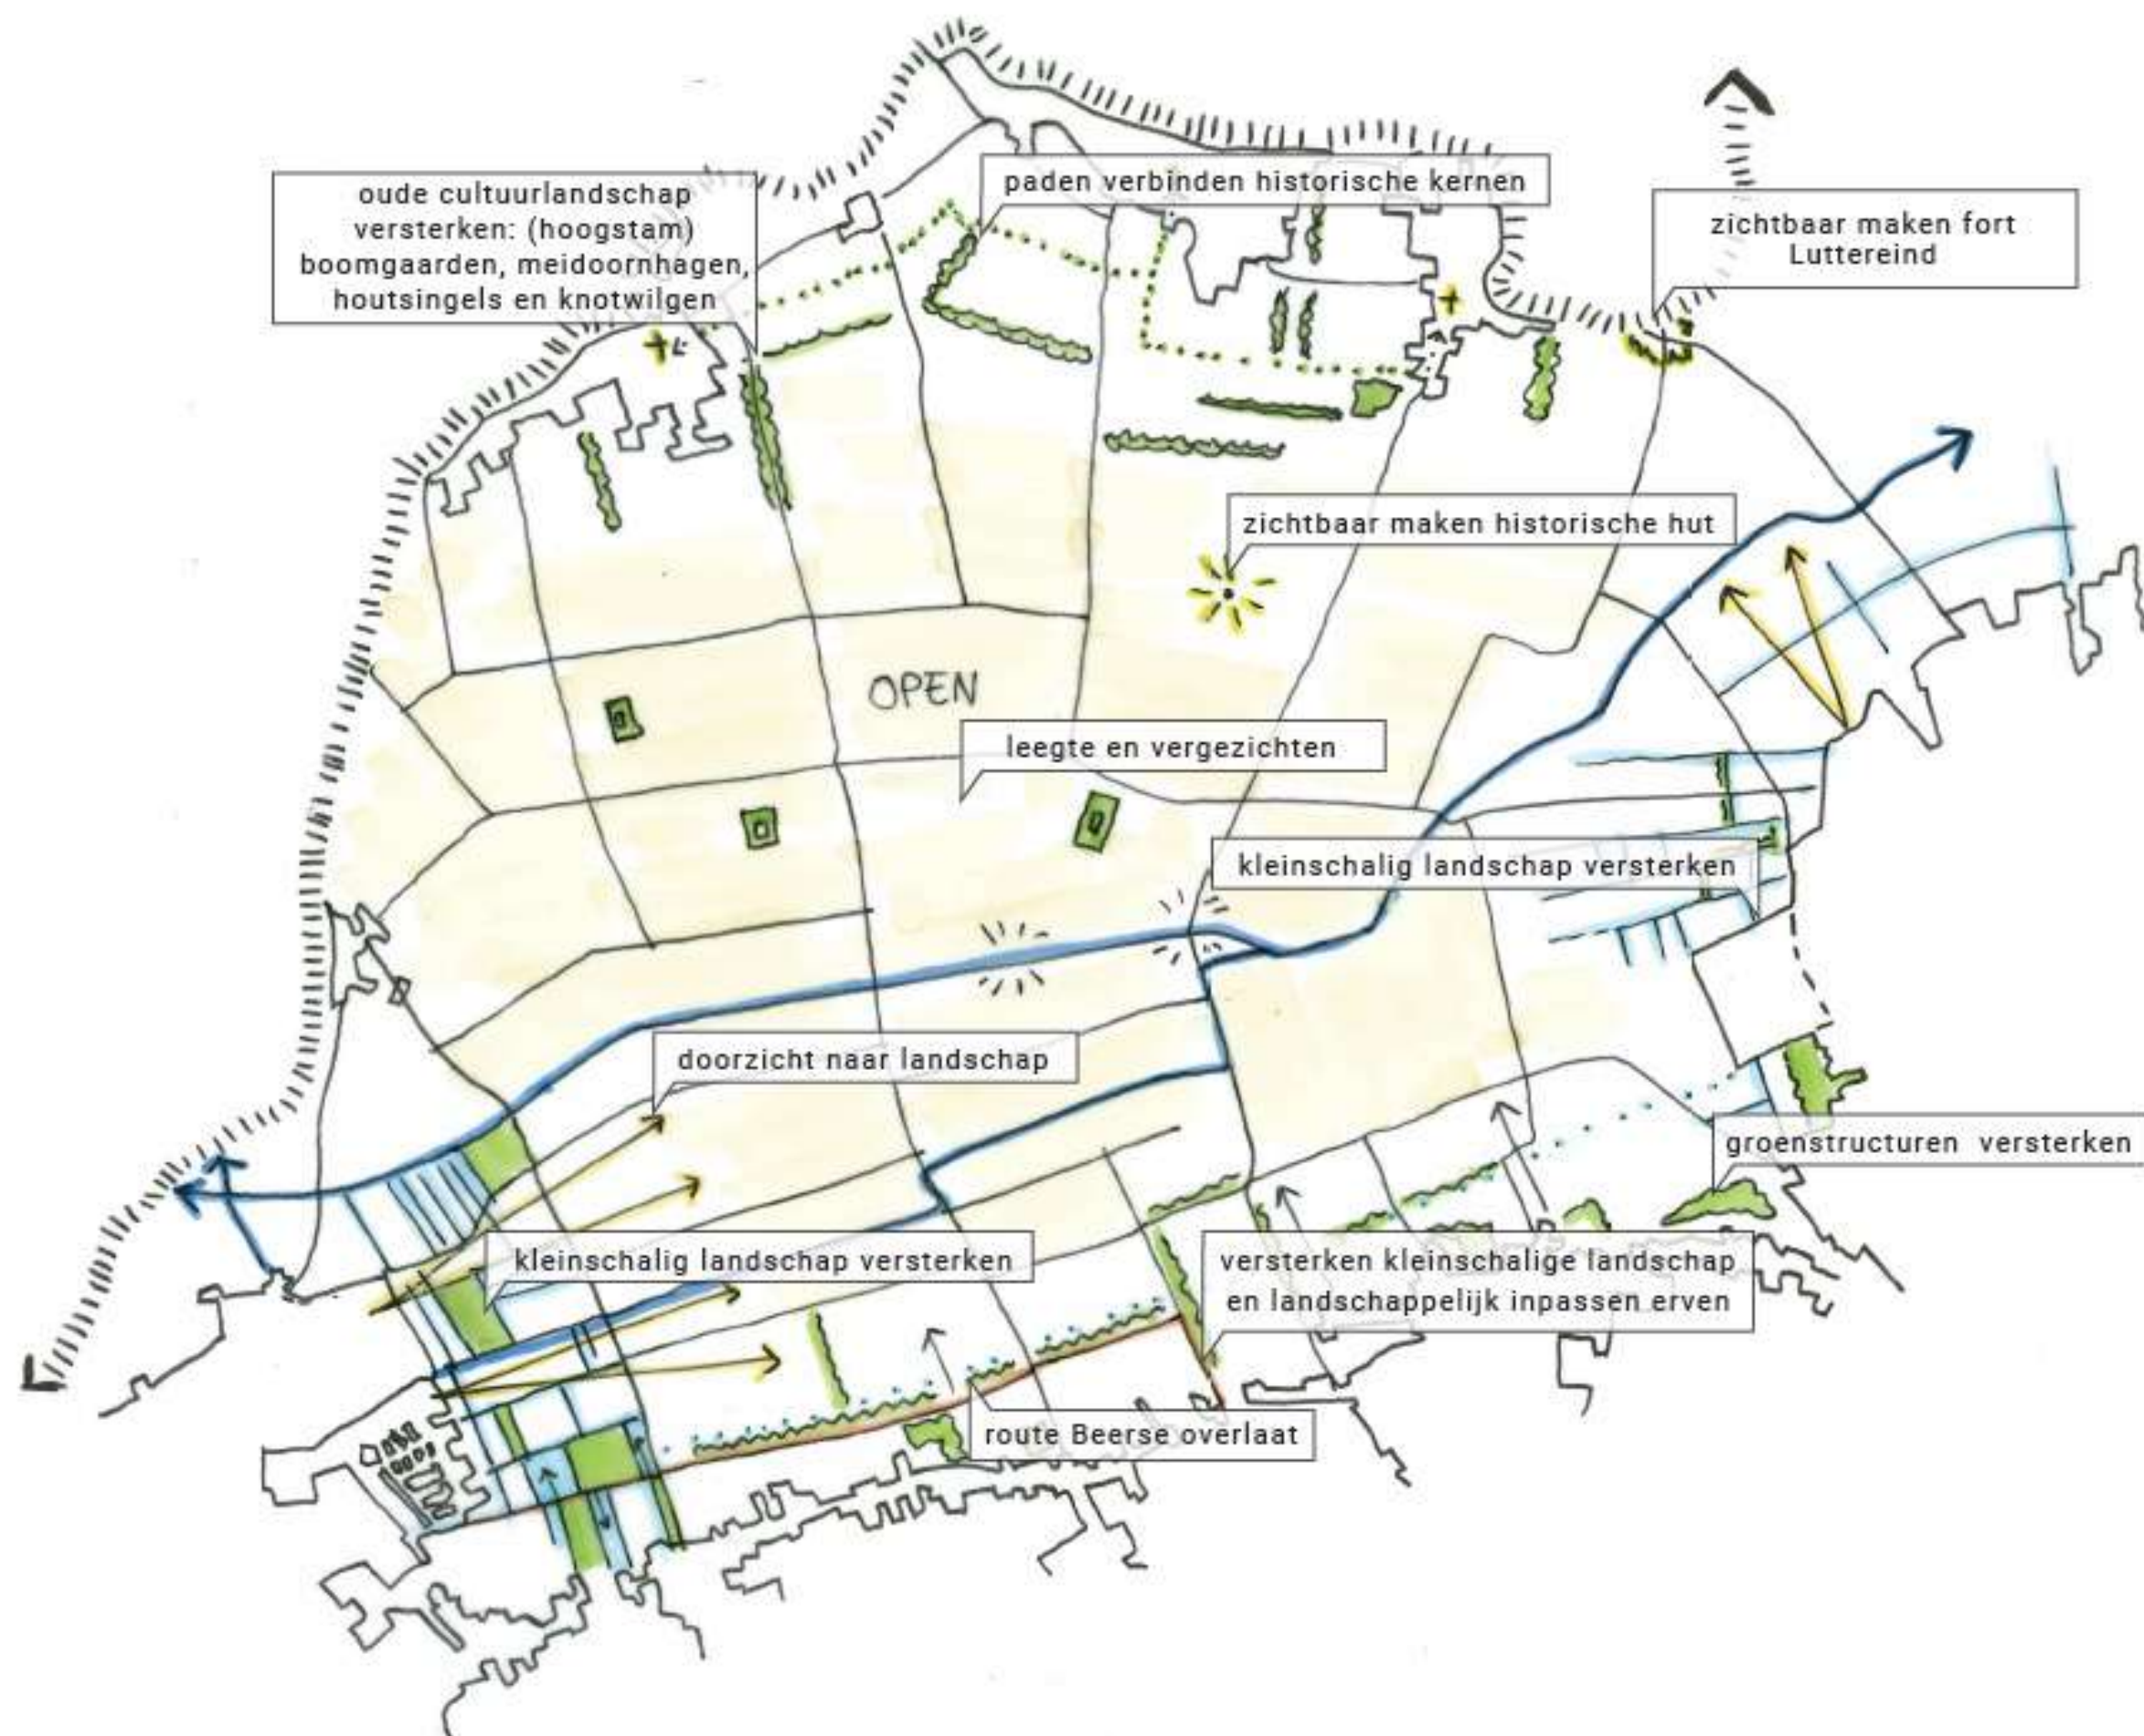 paden verbinden historische kernen
oude cultuurlandschap
versterken: (hoogstam)
boomgaarden, meidoornhagen,
houtsingels en knotwilgen
zichtbaar maken fort
Luttereind
zichtbaar maken historische hut
OPEN
leegte en vergezichten
kleinschalig landschap versterken
doorzicht naar landschap
groenstructuren versterken
kleinschalig landschap versterken
versterken kleinschalige landschap
en landschappelijk inpassen erven
route Beerse overlaat